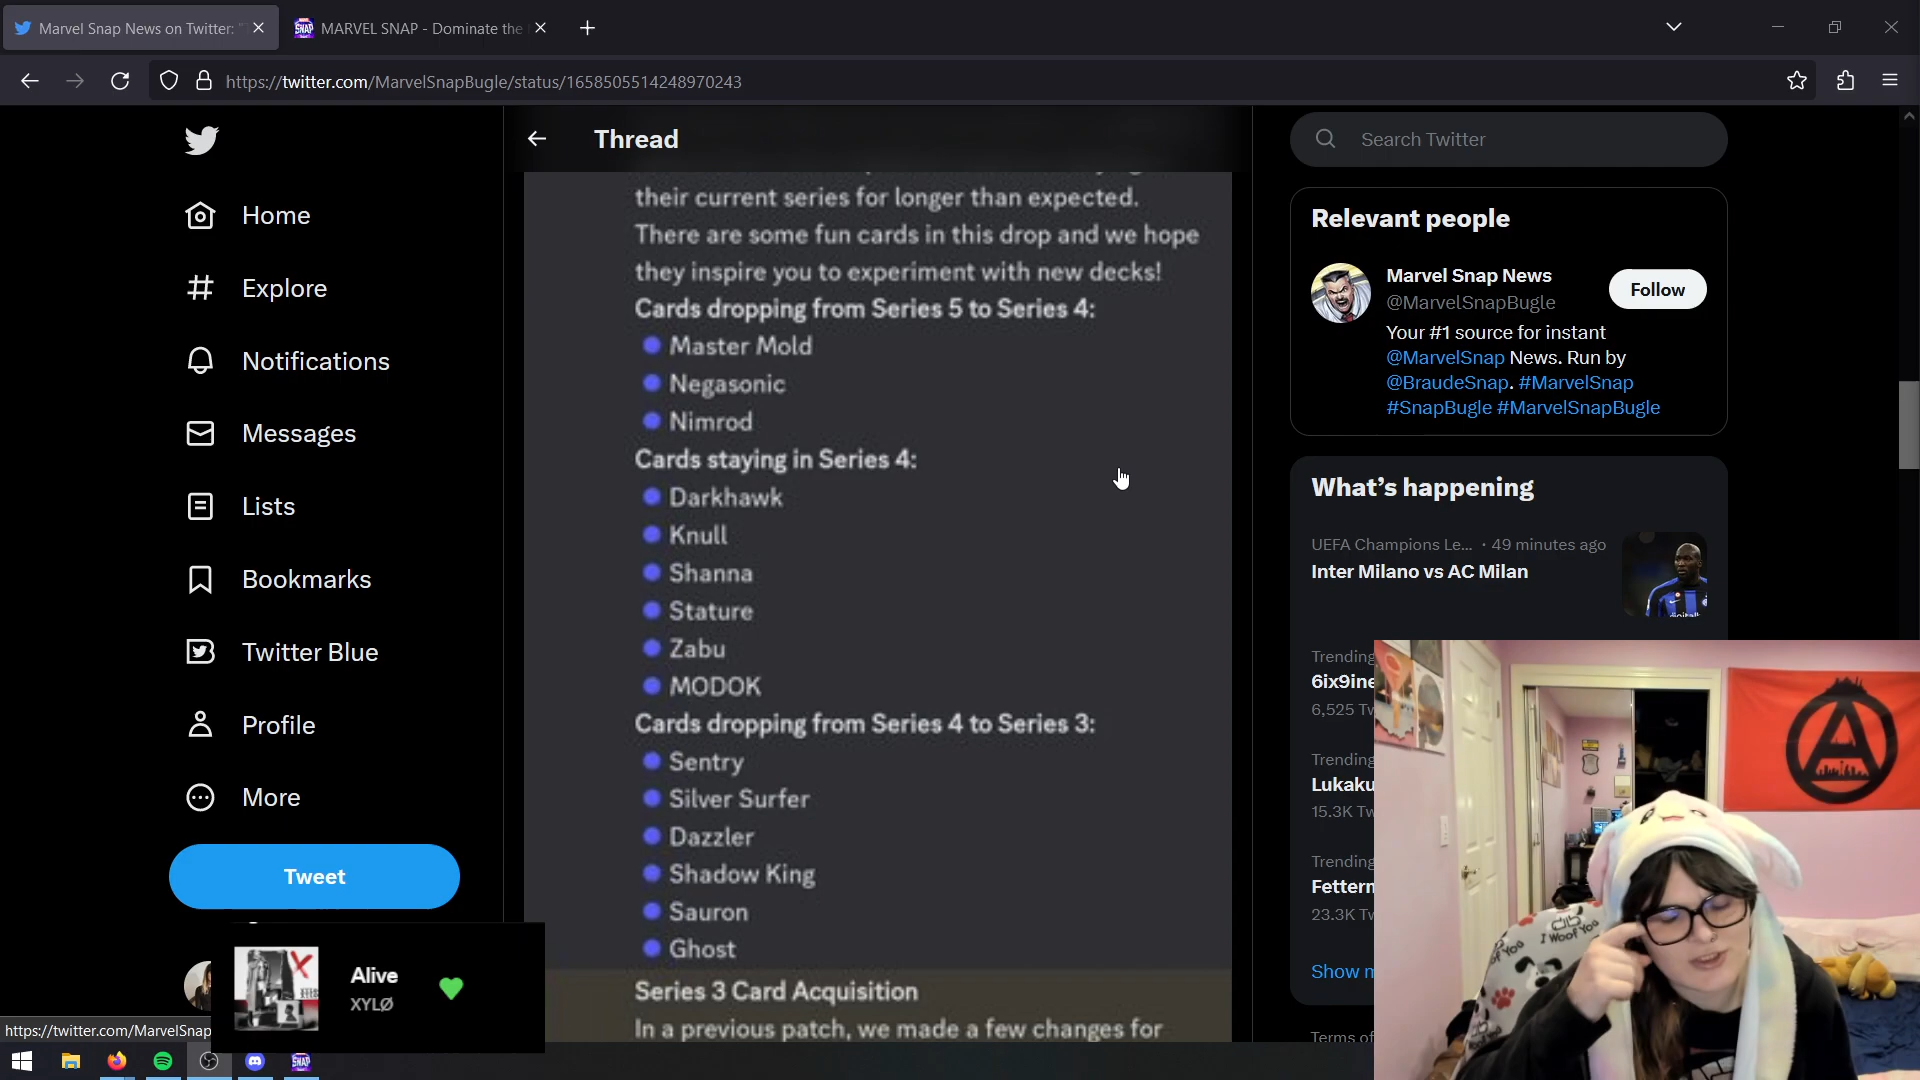 Marvel Snap News on Twitter: "
MARVEL SNAP - Dominate the
https://twitter.com/MarvelSnapBugle/status/1658505514248970243
Home
Explore
Notifications
Messages
Lists
Bookmarks
Twitter Blue
Profile
More
Tweet
Alive
XYLØ
https://twitter.com/MarvelSnap
Thread
their current series for longer than expected.
There are some fun cards in this drop and we hope
they inspire you to experiment with new decks!
Cards dropping from Series 5 to Series 4:
Master Mold
Negasonic
Nimrod
Cards staying in Series 4:
Darkhawk
Knull
Shanna
Stature
Zabu
MODOK
Cards dropping from Series 4 to Series 3:
Sentry
Silver Surfer
Dazzler
Shadow King
Sauron
Ghost
Series 3 Card Acquisition
In a previous patch, we made a few changes for
Search Twitter
Relevant people
Marvel Snap News
@MarvelSnapBugle
Follow
Your #1 source for instant
@MarvelSnap News. Run by
@BraudeSnap. #MarvelSnap
#SnapBugle #MarvelSnapBugle
What's happening
UEFA Champions Le... · 49 minutes ago
Inter Milano vs AC Milan
Trending
6ix9ine
6,525 Tw
Trending
Lukaku
15.3K Tw
Trending
Fetterm
23.3K Tw
Show m
Terms of
I Woof You